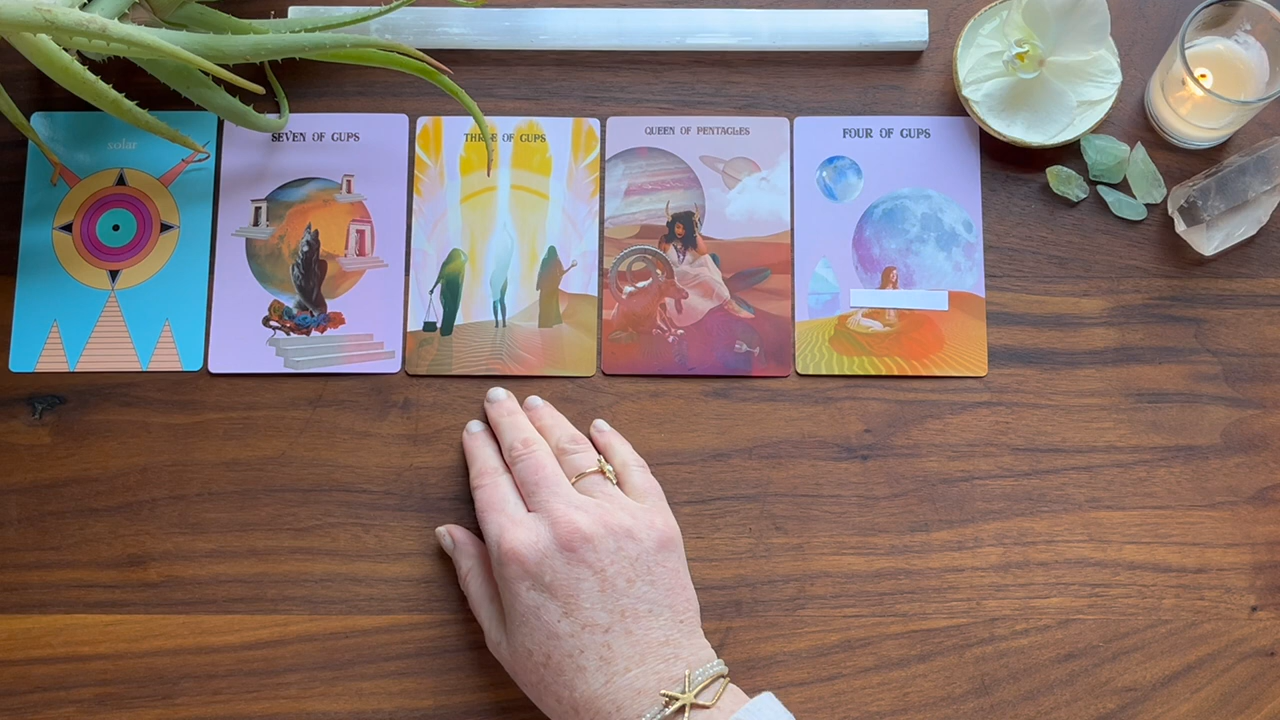 solar
SEVEN OF CUPS
THREE OF CUPS
QUEEN OF PENTACLES
FOUR OF CUPS